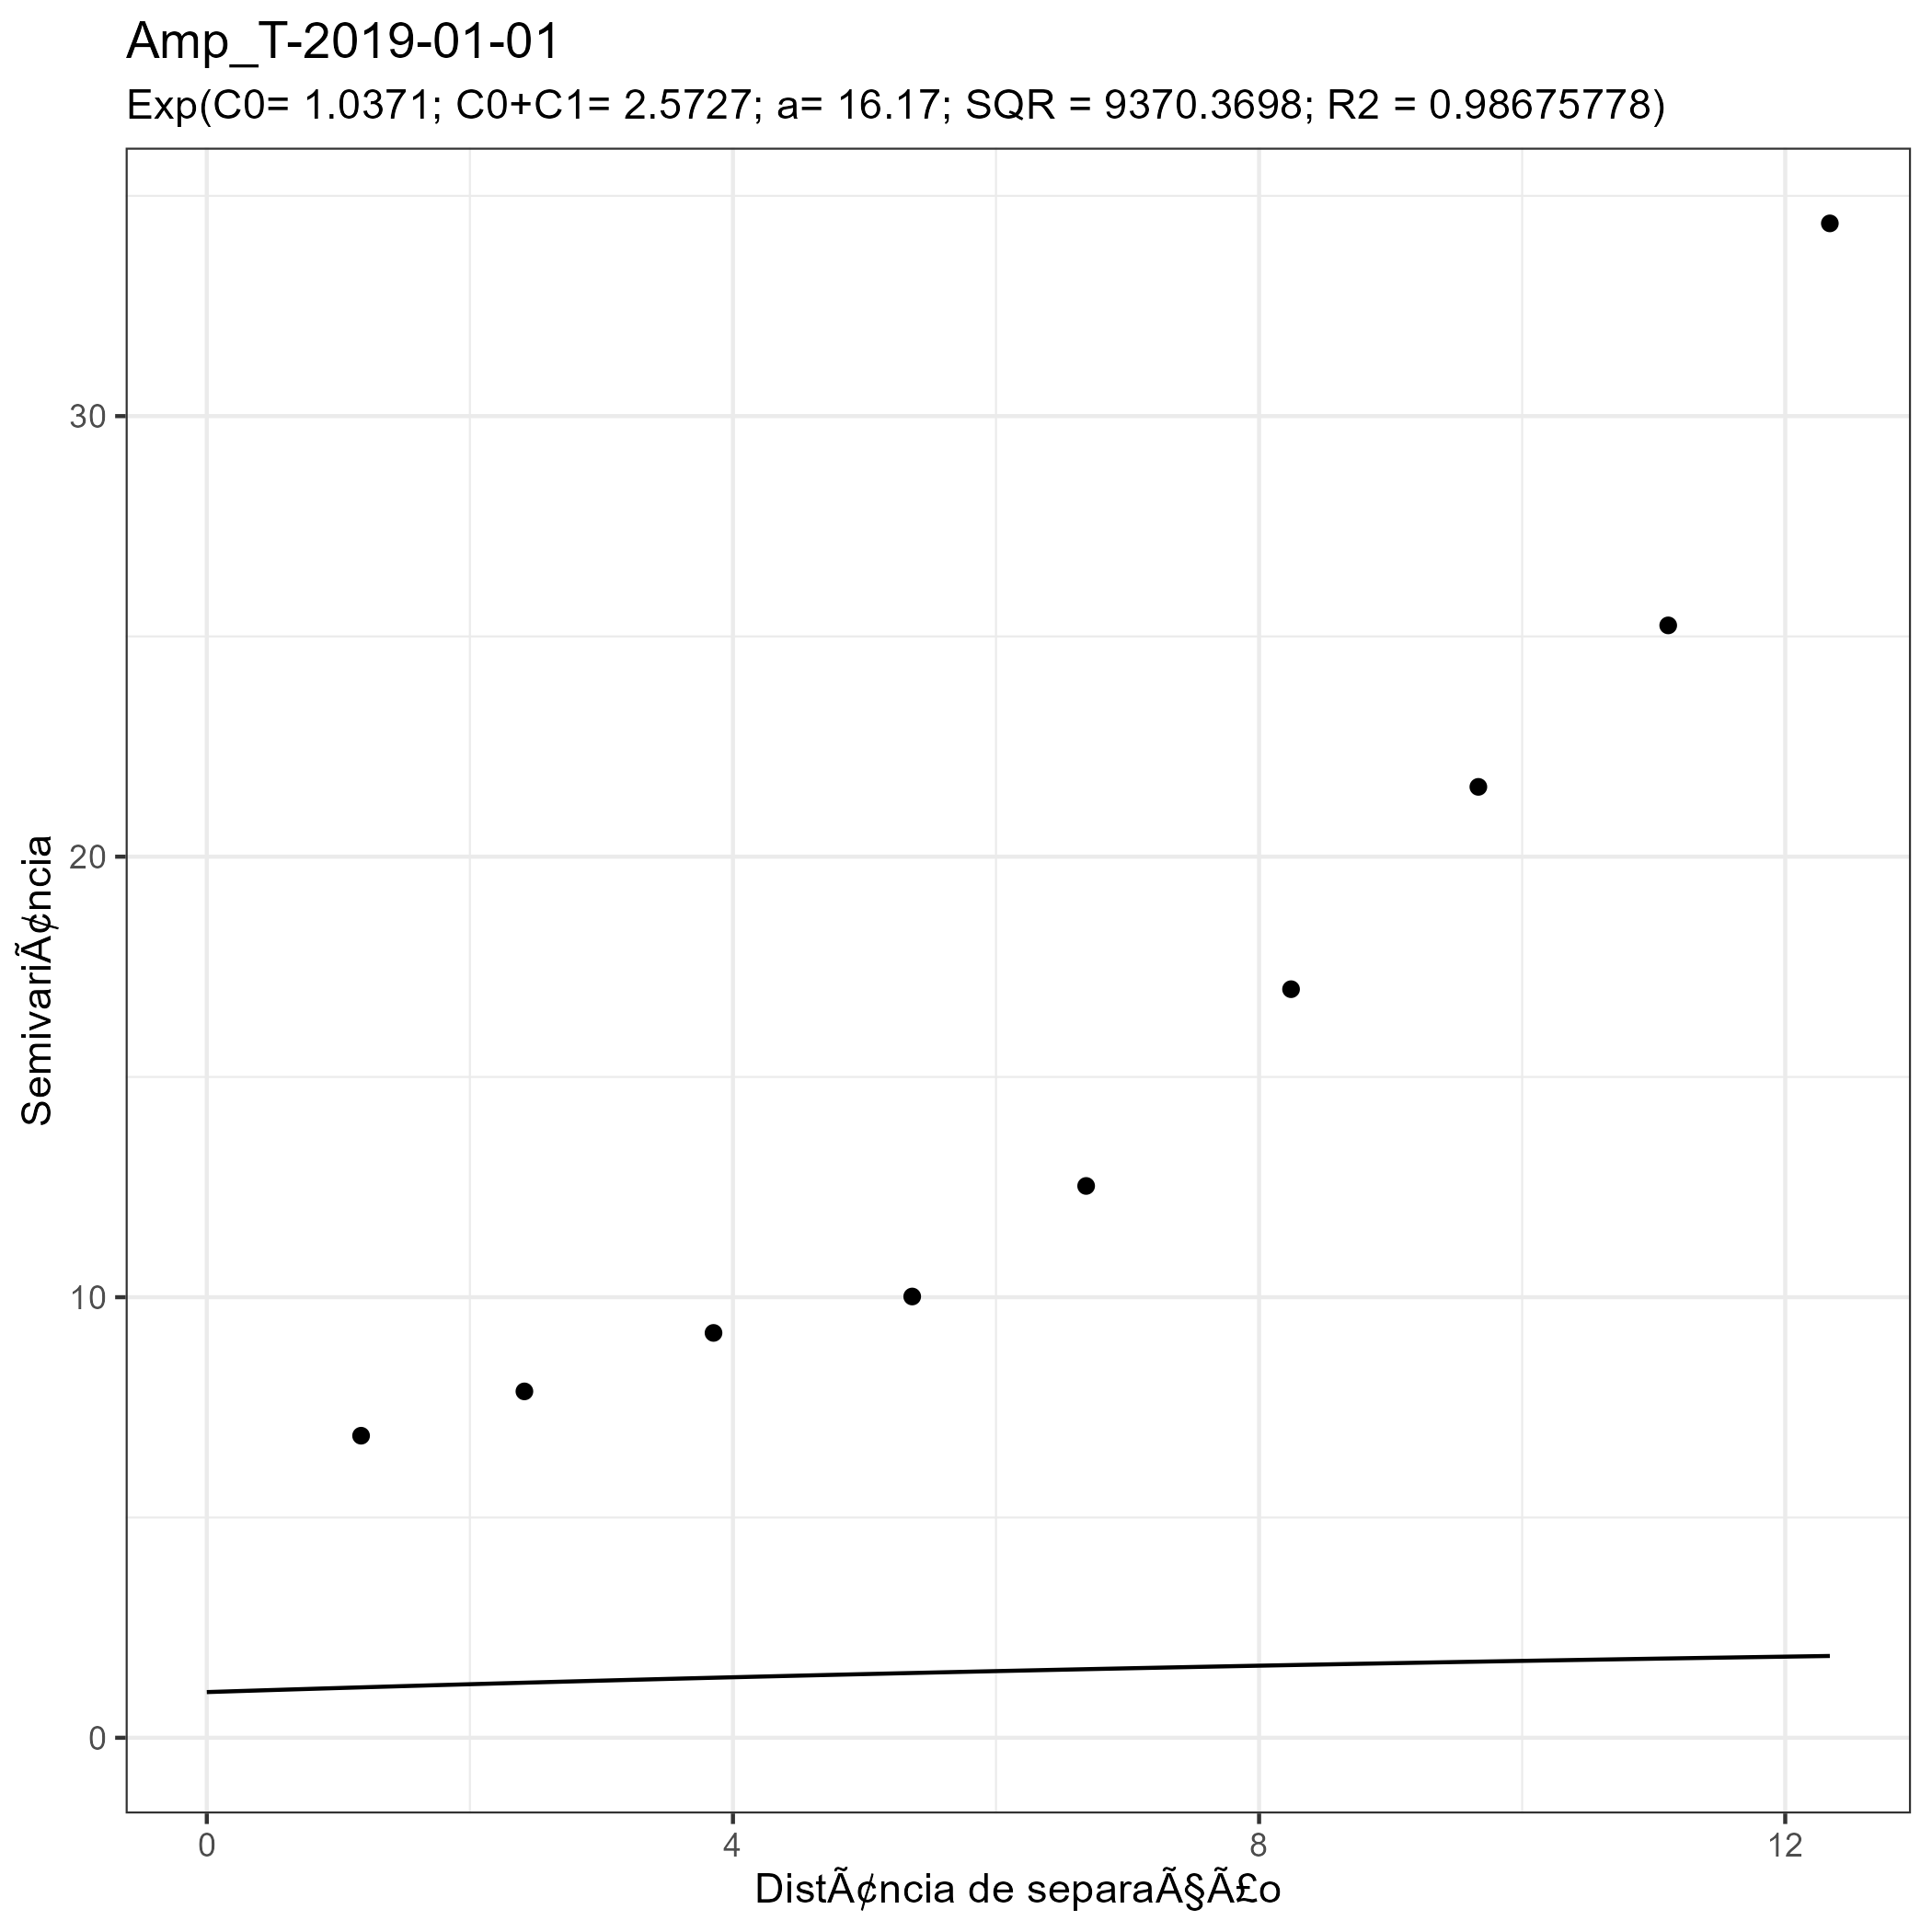 Amp_T-2019-01-01
Exp(C0= 1.0371; C0+C1= 2.5727; a= 16.17; SQR = 9370.3698; R2 = 0.98675778)
30
20
10
0
SemivariÃ¢ncia
0 4 8 12
DistÃ¢ncia de separaÃ§Ã£o